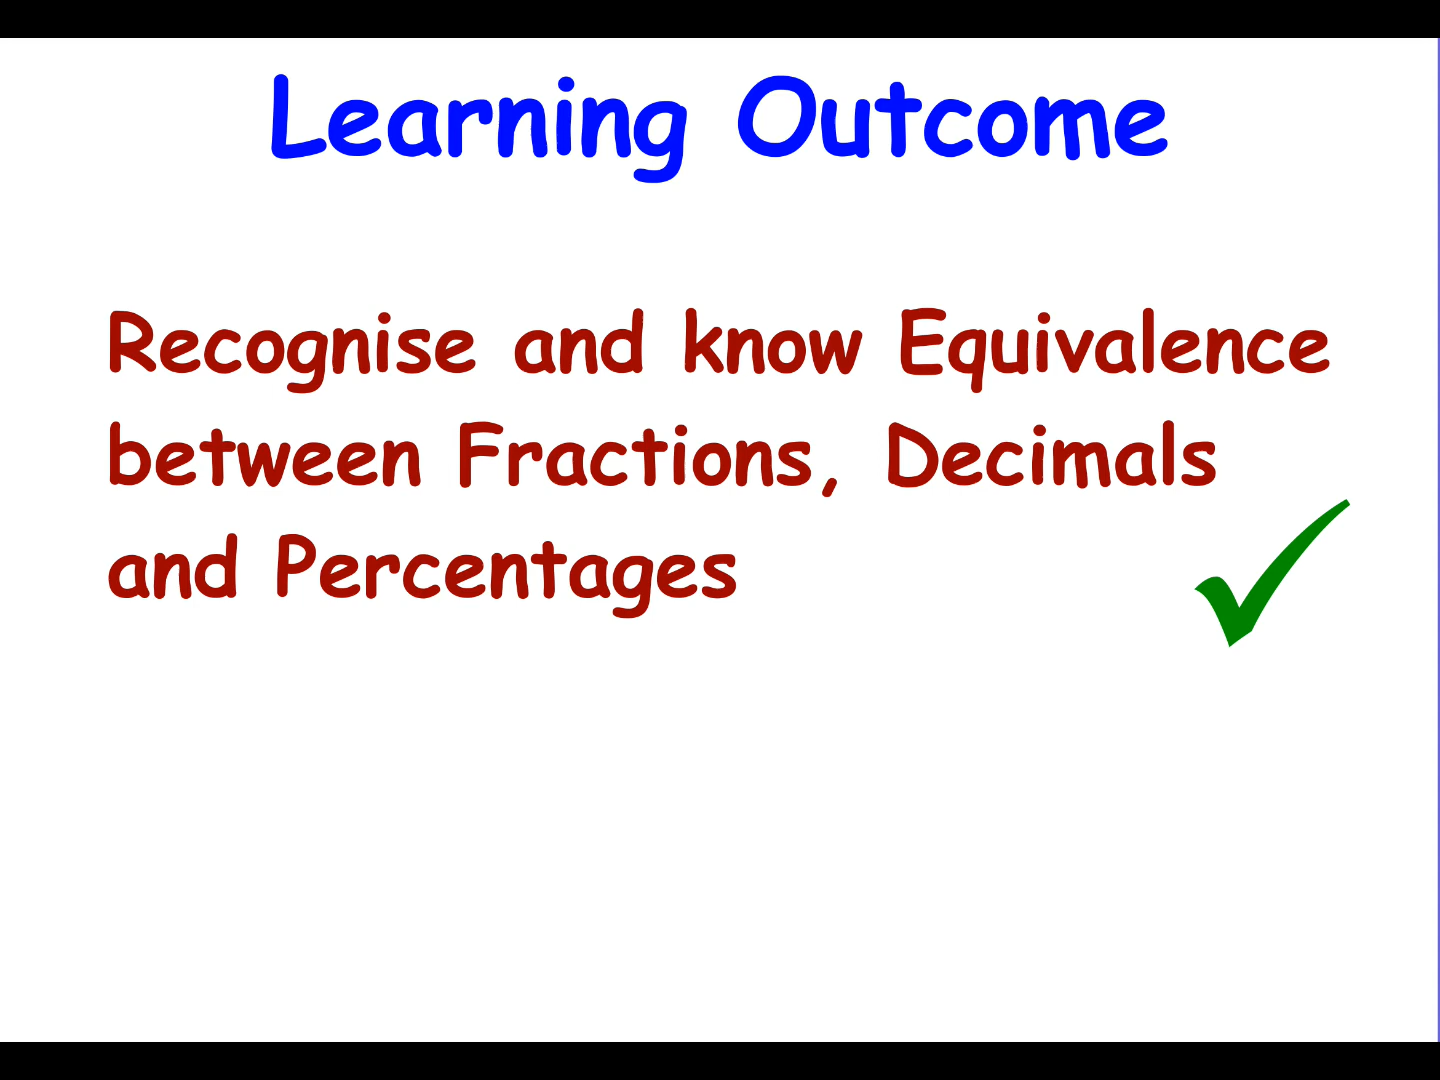 Learning Outcome
Recognise and know Equivalence
between Fractions, Decimals
and Percentages